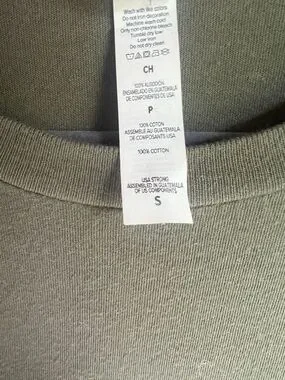 Wash with like colors.
Do not iron decoration
Machine wash cold
Only non-chlorine bleach
Tumble dry low
Low iron
Do not dry clean
CH
100% ALGODÓN
ENSAMBLADO EN GUATEMALA
DE COMPONENTES DE USA
P
100% COTON
ASSEMBLÉ AU GUATEMALA
DE COMPOSANTS USA
100% COTTON
USA STRONG
ASSEMBLED IN GUATEMALA
OF US COMPONENTS
S